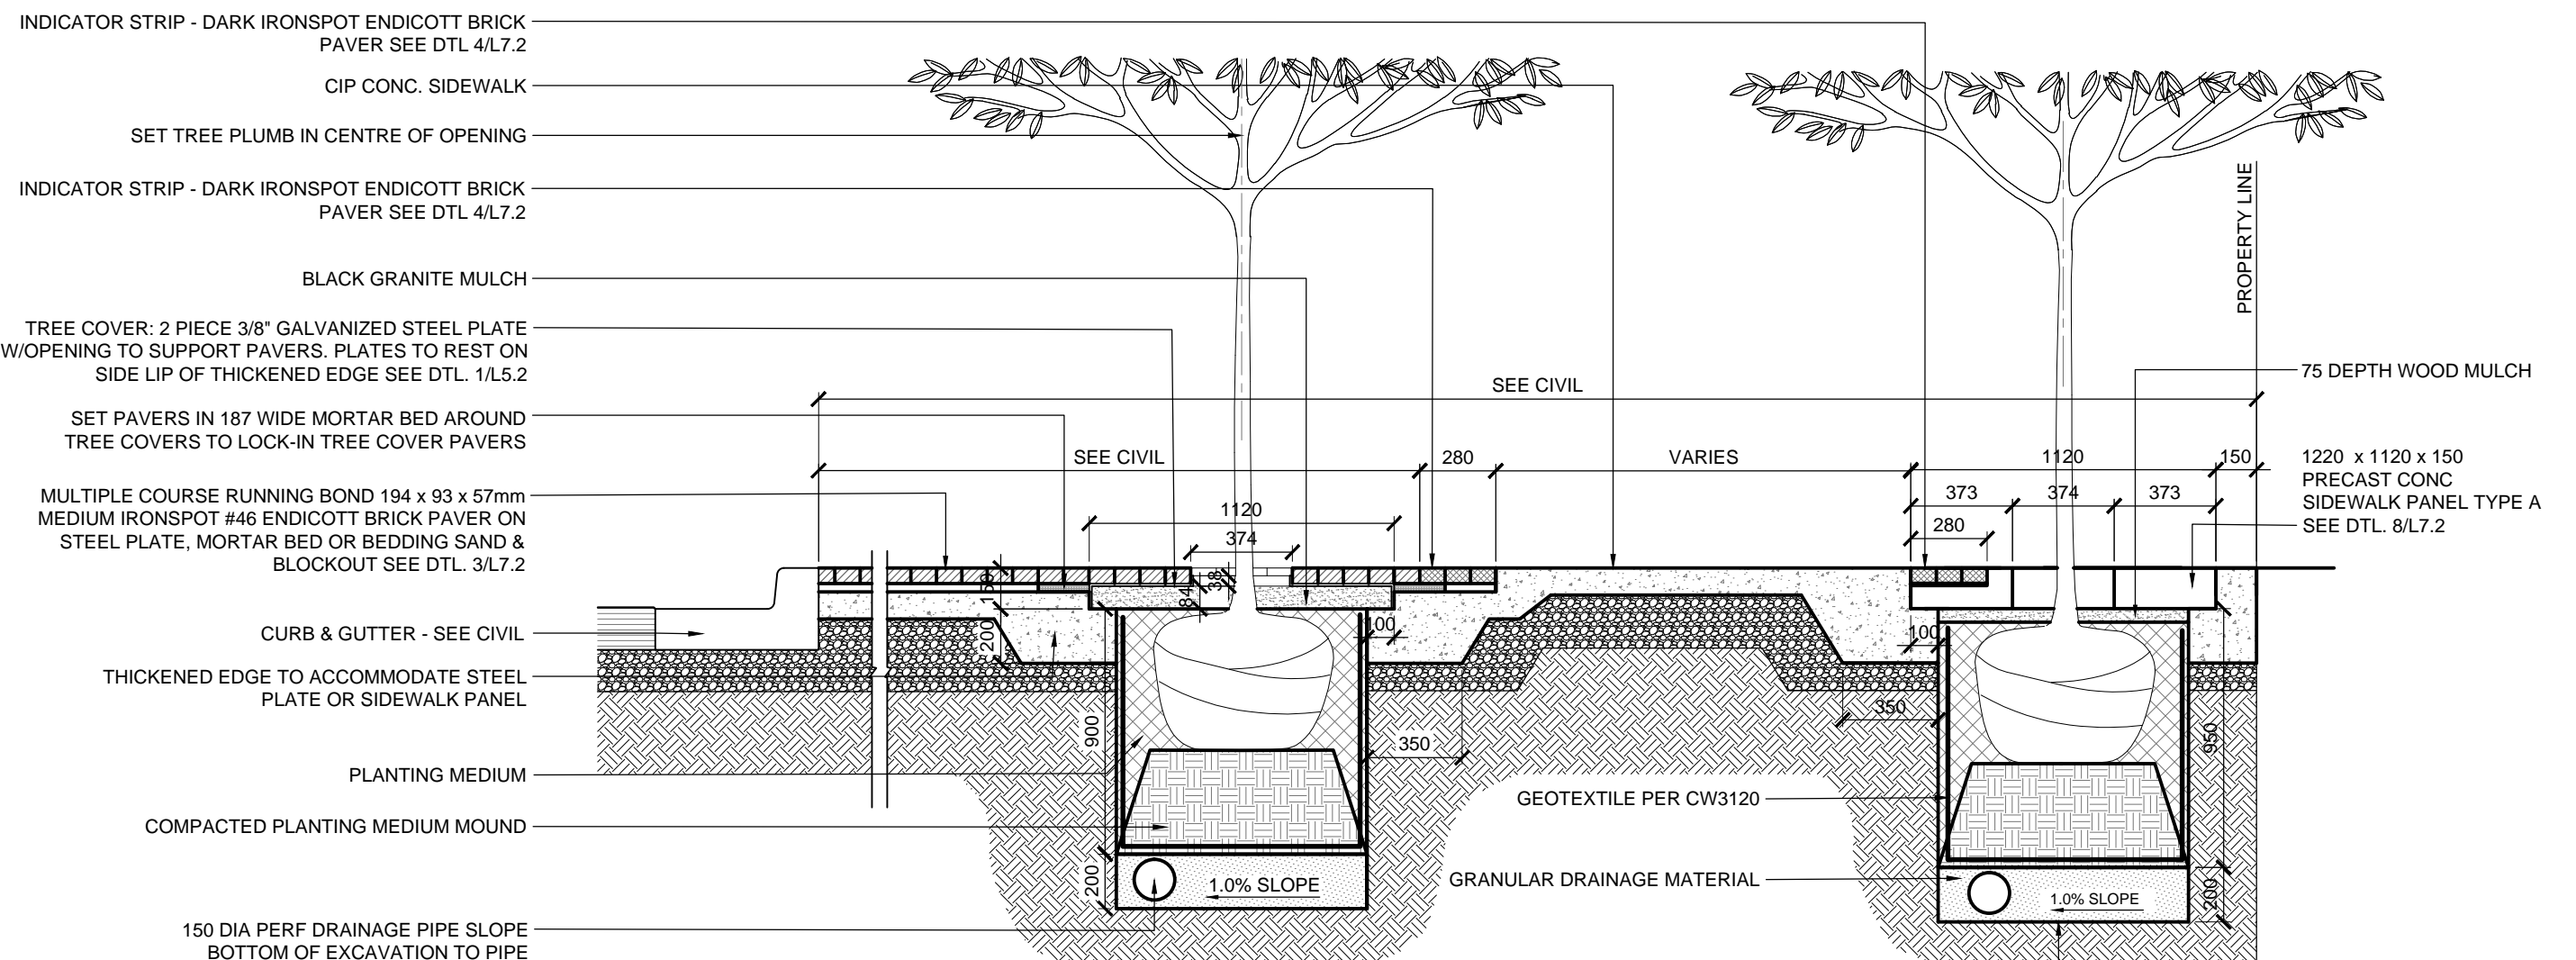 INDICATOR STRIP - DARK IRONSPOT ENDICOTT BRICK
PAVER SEE DTL 4/L7.2
CIP CONC. SIDEWALK
SET TREE PLUMB IN CENTRE OF OPENING
INDICATOR STRIP - DARK IRONSPOT ENDICOTT BRICK
PAVER SEE DTL 4/L7.2
BLACK GRANITE MULCH
TREE COVER: 2 PIECE 3/8" GALVANIZED STEEL PLATE
W/OPENING TO SUPPORT PAVERS. PLATES TO REST ON
SIDE LIP OF THICKENED EDGE SEE DTL. 1/L5.2
SET PAVERS IN 187 WIDE MORTAR BED AROUND
TREE COVERS TO LOCK-IN TREE COVER PAVERS
MULTIPLE COURSE RUNNING BOND 194 x 93 x 57mm
MEDIUM IRONSPOT #46 ENDICOTT BRICK PAVER ON
STEEL PLATE, MORTAR BED OR BEDDING SAND &
BLOCKOUT SEE DTL. 3/L7.2
CURB & GUTTER - SEE CIVIL
THICKENED EDGE TO ACCOMMODATE STEEL
PLATE OR SIDEWALK PANEL
PLANTING MEDIUM
COMPACTED PLANTING MEDIUM MOUND
150 DIA PERF DRAINAGE PIPE SLOPE
BOTTOM OF EXCAVATION TO PIPE
SEE CIVIL
SEE CIVIL
280
VARIES
1120
150
373
374
373
280
1120
374
150
84
38
200
100
100
900
350
350
950
200
1.0% SLOPE
200
1.0% SLOPE
GEOTEXTILE PER CW3120
GRANULAR DRAINAGE MATERIAL
PROPERTY LINE
75 DEPTH WOOD MULCH
1220 x 1120 x 150
PRECAST CONC
SIDEWALK PANEL TYPE A
SEE DTL. 8/L7.2